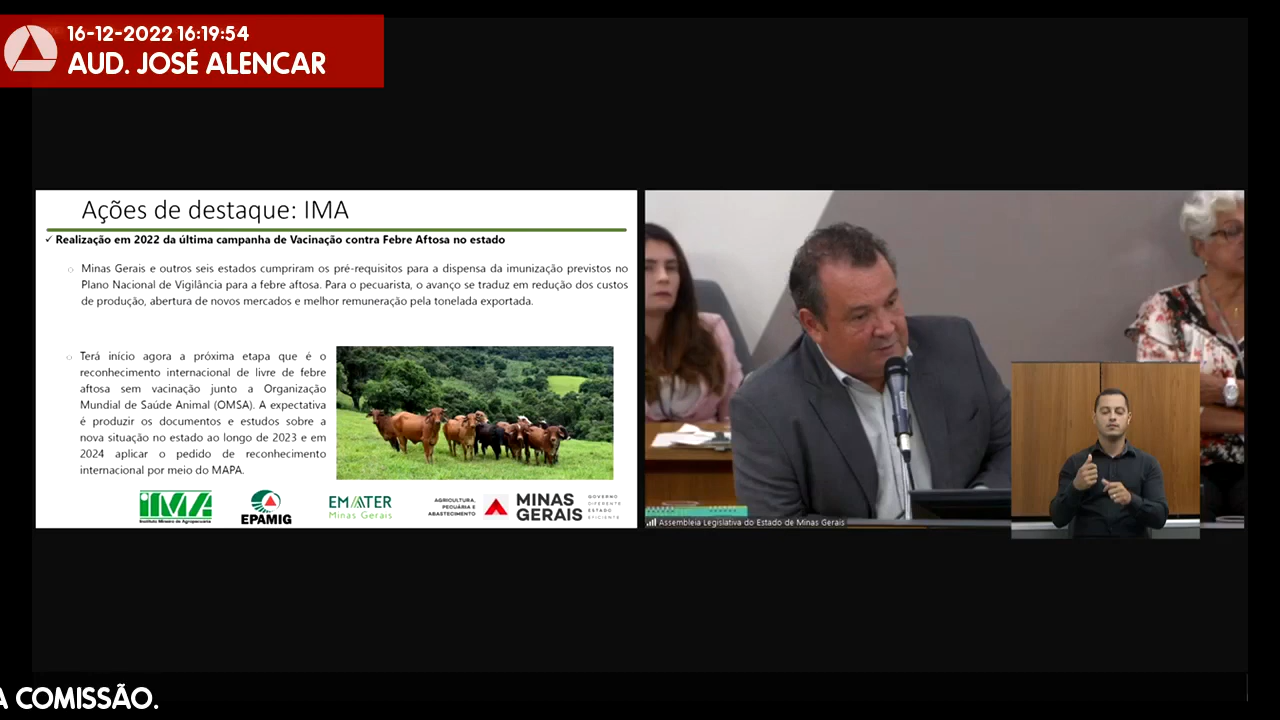 16-12-2022 16:19:54
AUD. JOSÉ ALENCAR
Ações de destaque: IMA
✓ Realização em 2022 da última campanha de Vacinação contra Febre Aftosa no estado
○ Minas Gerais e outros seis estados cumpriram os pré-requisitos para a dispensa da imunização previstos no
Plano Nacional de Vigilância para a febre aftosa. Para o pecuarista, o avanço se traduz em redução dos custos
de produção, abertura de novos mercados e melhor remuneração pela tonelada exportada.
○ Terá início agora a próxima etapa que é o
reconhecimento internacional de livre de febre
aftosa sem vacinação junto a Organização
Mundial de Saúde Animal (OMSA). A expectativa
é produzir os documentos e estudos sobre a
nova situação no estado ao longo de 2023 e em
2024 aplicar o pedido de reconhecimento
internacional por meio do MAPA.
IMA
Instituto Mineiro de Agropecuária
EPAMIG
EMATER
Minas Gerais
AGRICULTURA,
PECUÁRIA E
ABASTECIMENTO
MINAS
GERAIS
GOVERNO
DIFERENTE
ESTADO
EFICIENTE
Assembleia Legislativa do Estado de Minas Gerais
A COMISSÃO.